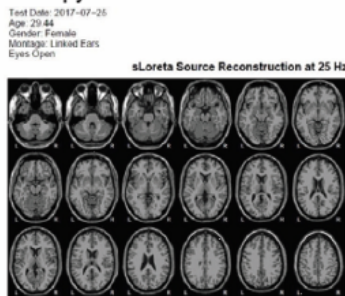 Test Date: 2017-07-25
Age: 29.44
Gender: Female
Montage: Linked Ears
Eyes Open
sLoreta Source Reconstruction at 25 Hz
L R L R L R L R L R L R
L R L R L R L R L R L R
L R L R L R L R L R L R